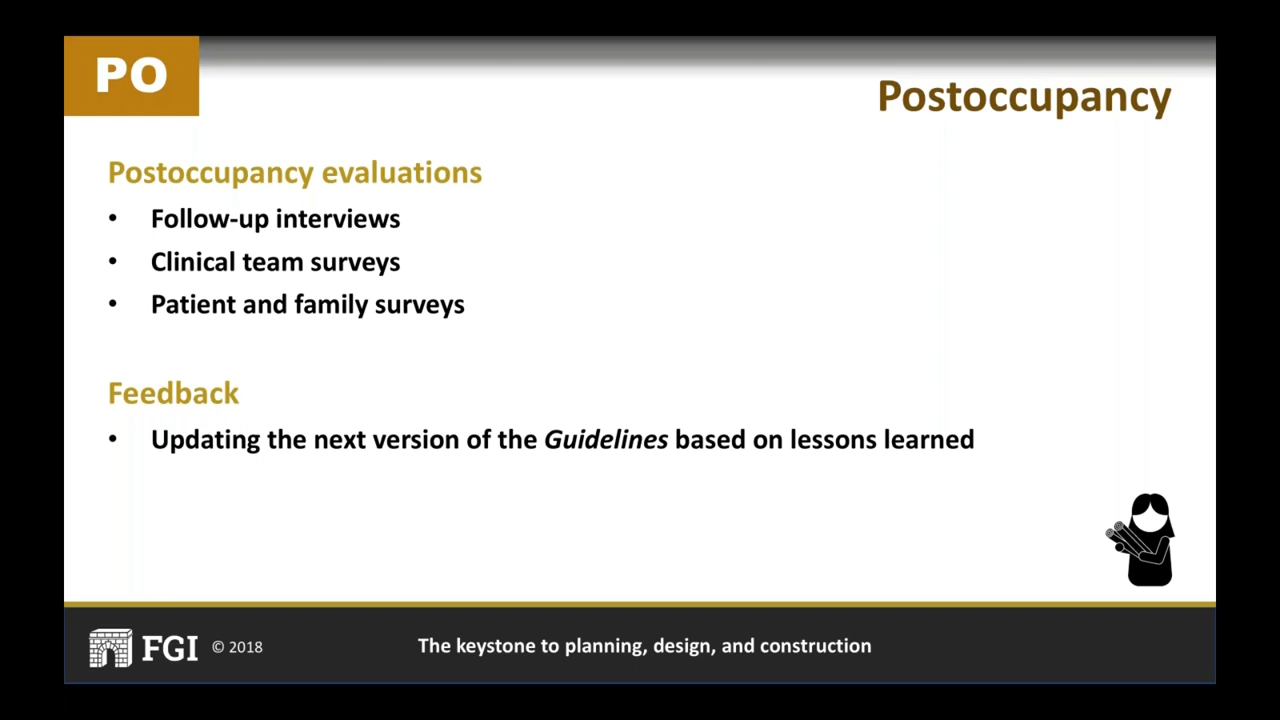 PO
Postoccupancy
Postoccupancy evaluations
• Follow-up interviews
• Clinical team surveys
• Patient and family surveys
Feedback
• Updating the next version of the Guidelines based on lessons learned
FGI © 2018
The keystone to planning, design, and construction